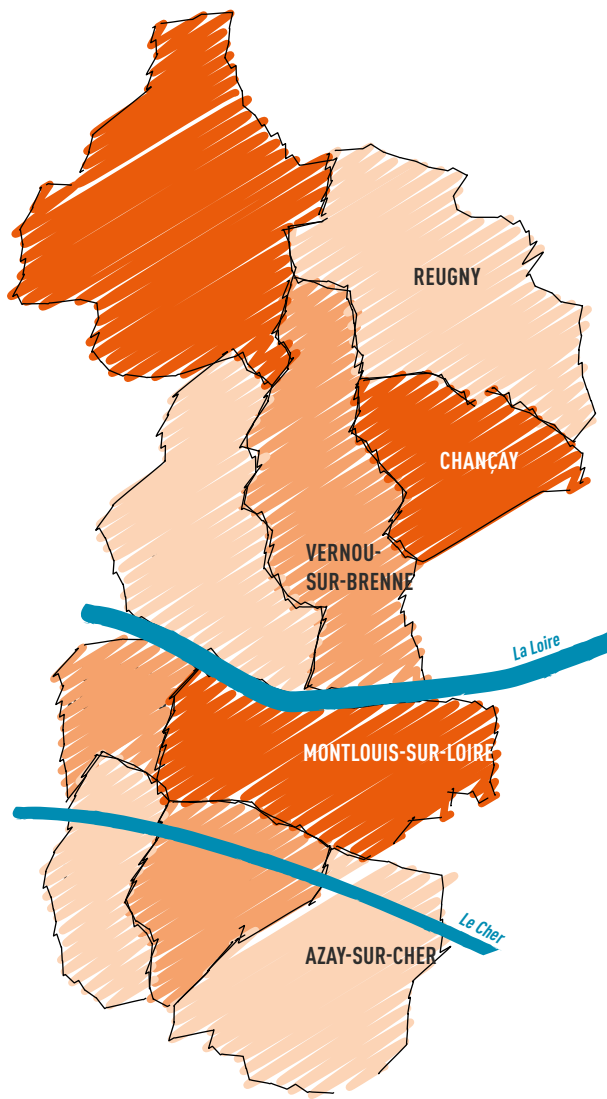 REUGNY
CHANÇAY
VERNOU-
SUR-BRENNE
La Loire
MONTLOUIS-SUR-LOIRE
Le Cher
AZAY-SUR-CHER